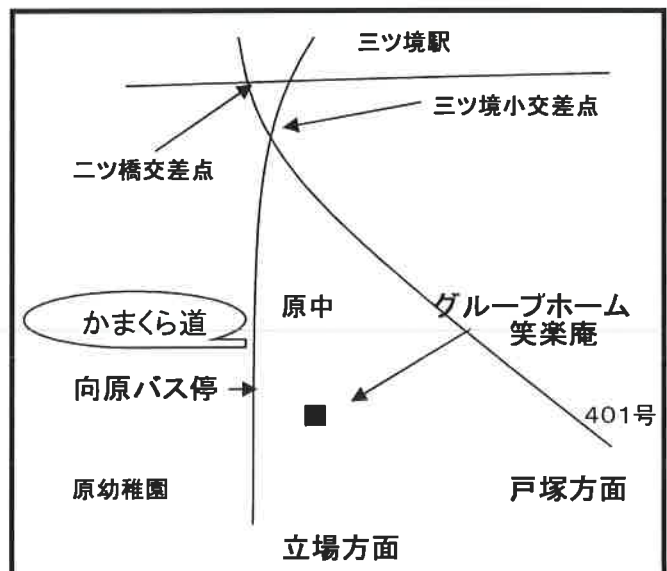 三ツ境駅
三ツ境小交差点
二ツ橋交差点
かまくら道
原中
グループホーム
笑楽庵
向原バス停
401号
原幼稚園
戸塚方面
立場方面